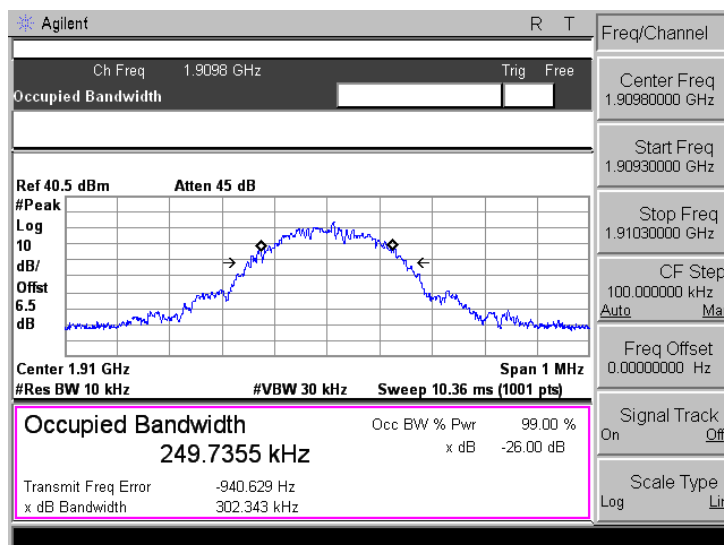 Agilent R T
Ch Freq 1.9098 GHz Trig Free
Occupied Bandwidth
Ref 40.5 dBm Atten 45 dB
#Peak
Log
10
dB/
Offst
6.5
dB
Center 1.91 GHz Span 1 MHz
#Res BW 10 kHz #VBW 30 kHz Sweep 10.36 ms (1001 pts)
Occupied Bandwidth Occ BW % Pwr 99.00 %
249.7355 kHz x dB -26.00 dB
Transmit Freq Error -940.629 Hz
x dB Bandwidth 302.343 kHz
Freq/Channel
Center Freq
1.90980000 GHz
Start Freq
1.90930000 GHz
Stop Freq
1.91030000 GHz
CF Step
100.000000 kHz
Auto Ma
Freq Offset
0.00000000 Hz
Signal Track
On Off
Scale Type
Log Lin